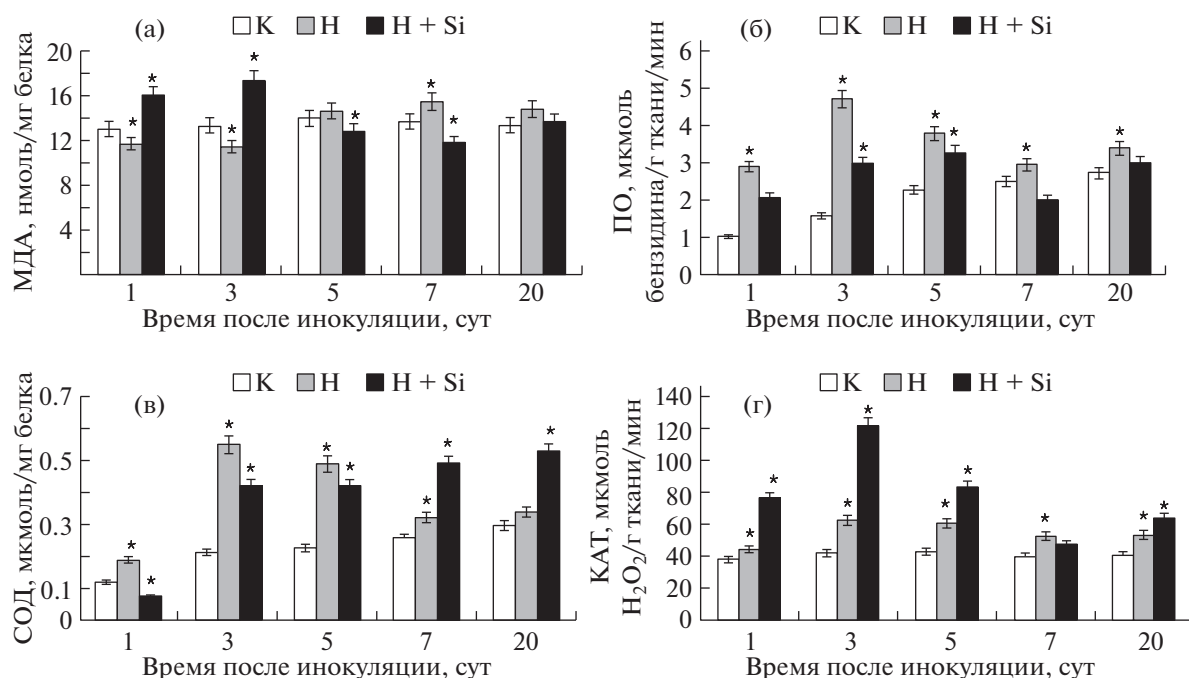 (а)
K H H + Si
МДА, нмоль/мг белка
20
16
12
8
4
* * * * * *
1 3 5 7 20
Время после инокуляции, сут
(б)
K H H + Si
ПО, мкмоль
бензидина/г ткани/мин
6
5
4
3
2
1
0
* * * * * * *
1 3 5 7 20
Время после инокуляции, сут
(в)
K H H + Si
СОД, мкмоль/мг белка
0.7
0.5
0.3
0.1
0
* * * * * * * * *
1 3 5 7 20
Время после инокуляции, сут
(г)
K H H + Si
КАТ, мкмоль
H₂O₂/г ткани/мин
140
120
100
80
60
40
20
0
* * * * * * * * *
1 3 5 7 20
Время после инокуляции, сут